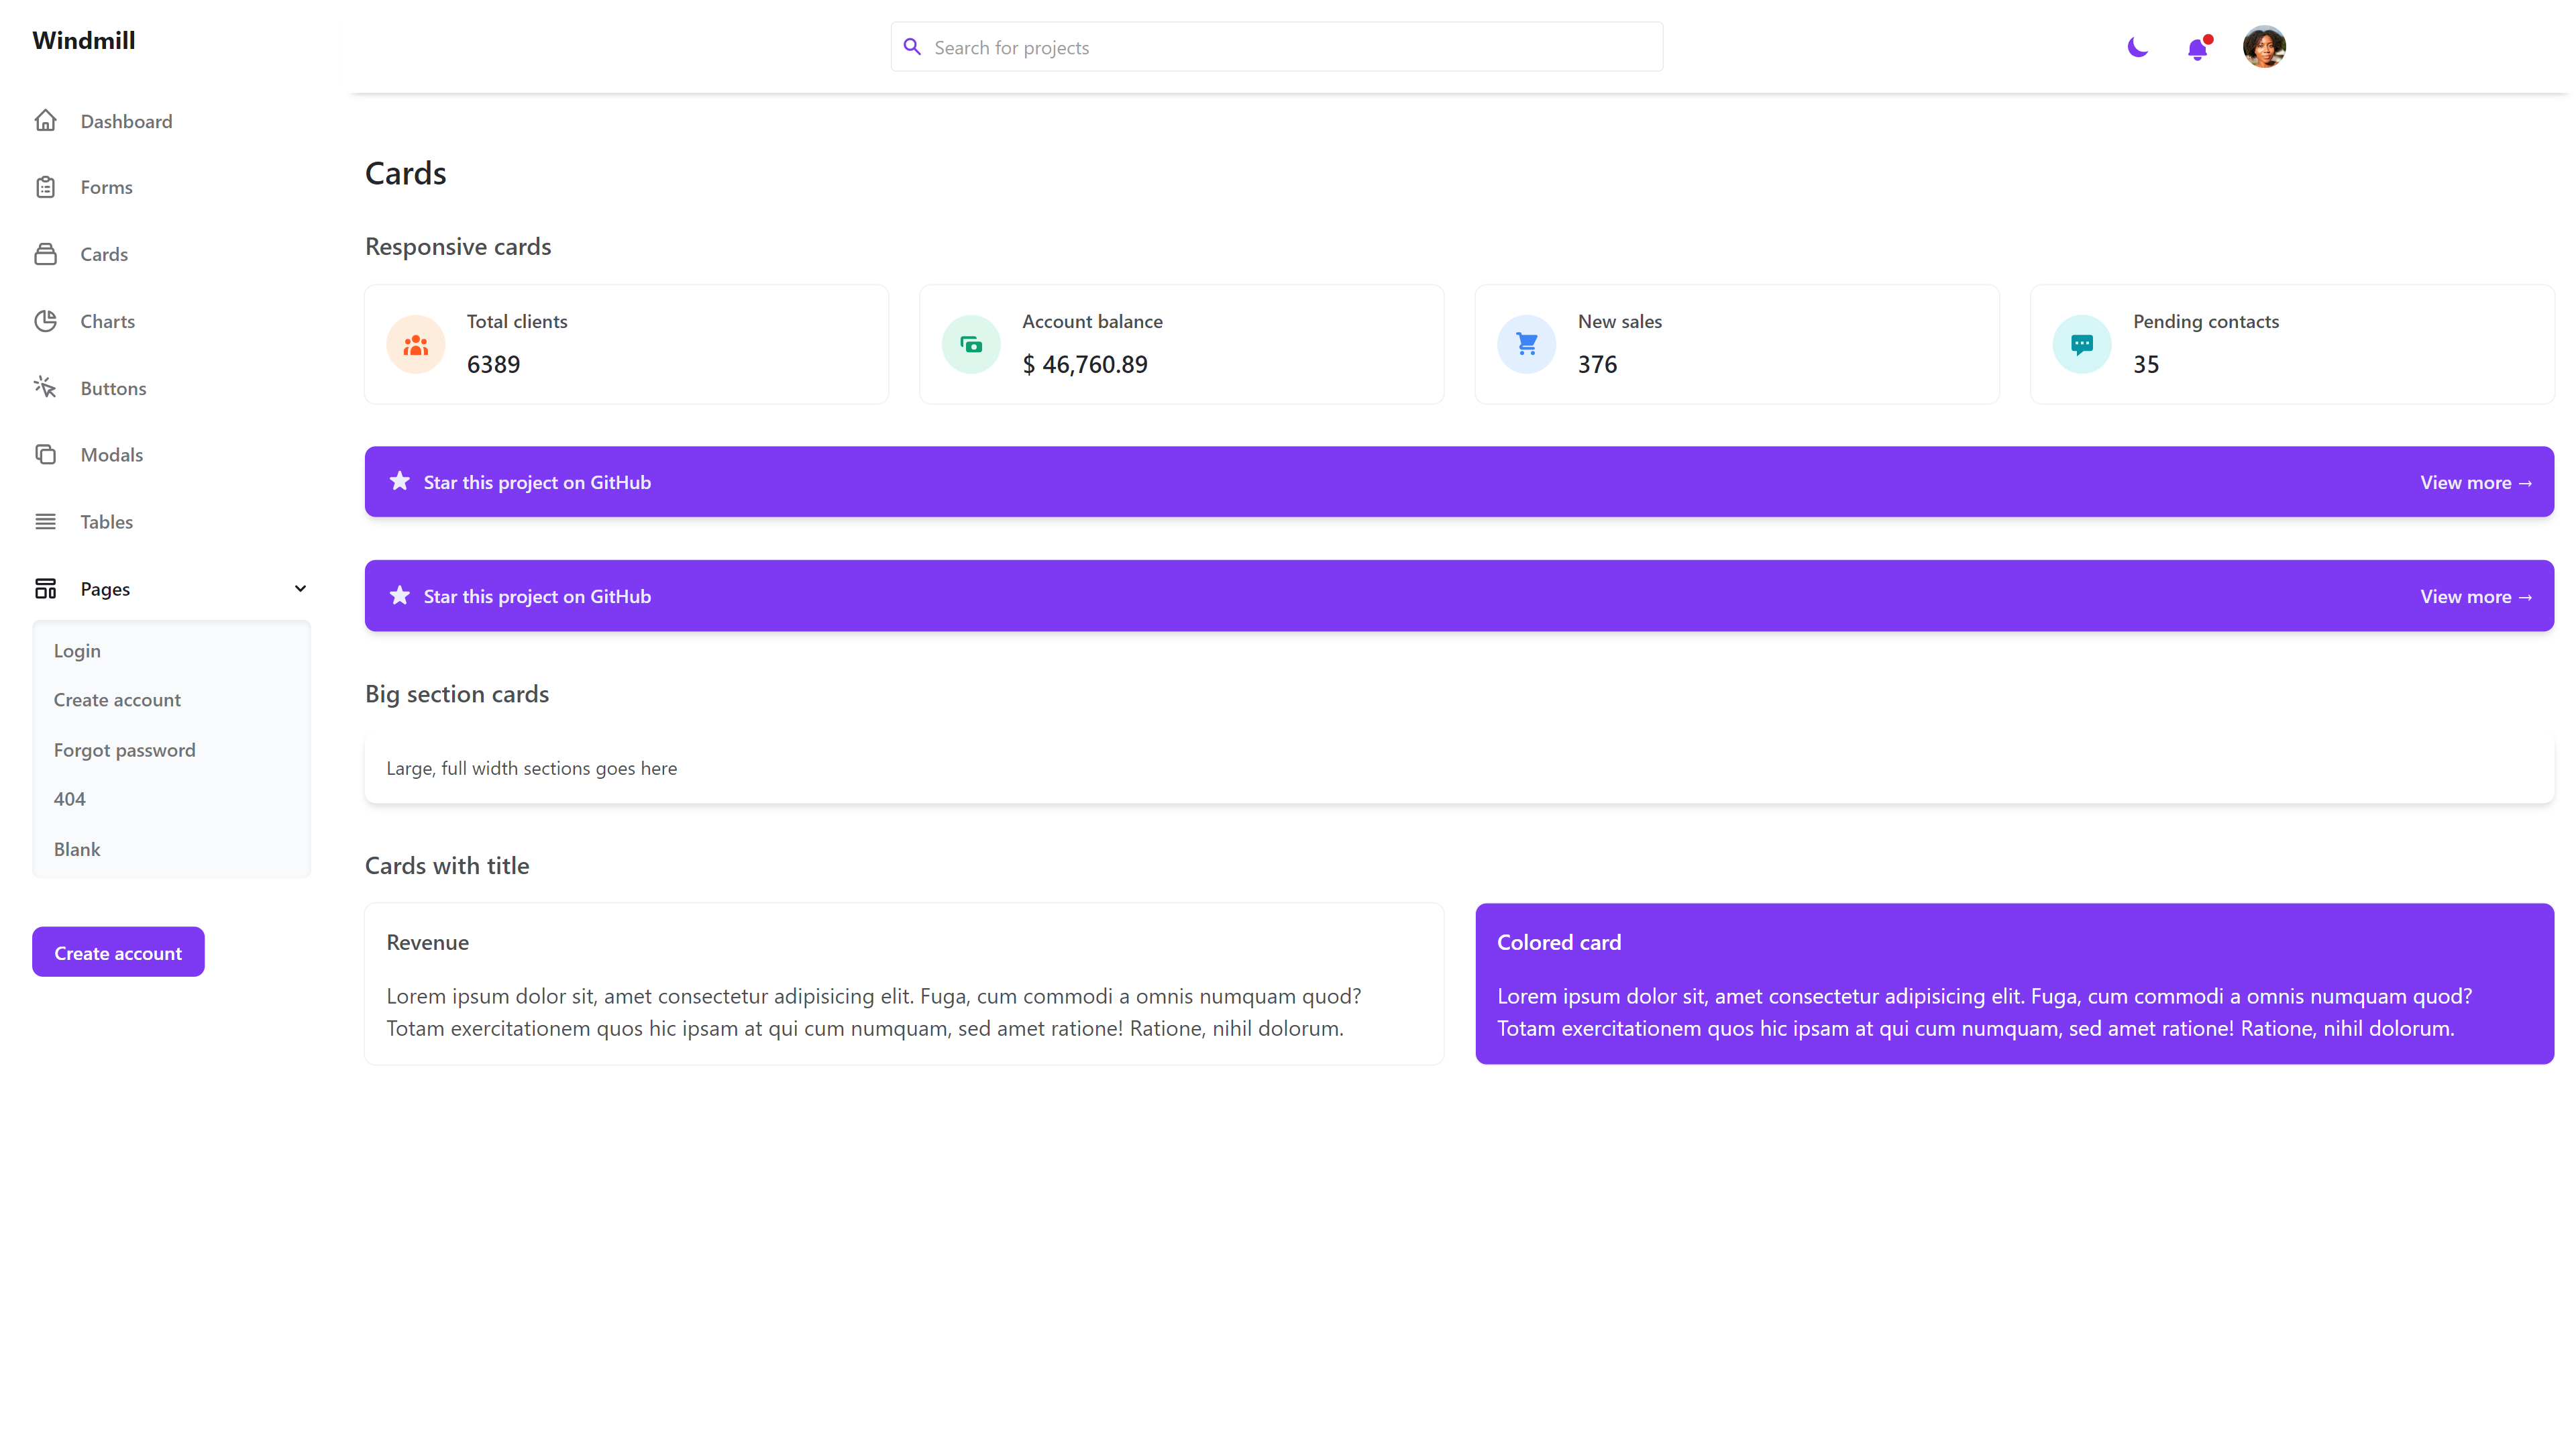 Windmill
Search for projects
Dashboard
Forms
Cards
Charts
Buttons
Modals
Tables
Pages
Login
Create account
Forgot password
404
Blank
Create account
Cards
Responsive cards
Total clients
6389
Account balance
$ 46,760.89
New sales
376
Pending contacts
35
Star this project on GitHub
View more →
Star this project on GitHub
View more →
Big section cards
Large, full width sections goes here
Cards with title
Revenue
Lorem ipsum dolor sit, amet consectetur adipisicing elit. Fuga, cum commodi a omnis numquam quod?
Totam exercitationem quos hic ipsam at qui cum numquam, sed amet ratione! Ratione, nihil dolorum.
Colored card
Lorem ipsum dolor sit, amet consectetur adipisicing elit. Fuga, cum commodi a omnis numquam quod?
Totam exercitationem quos hic ipsam at qui cum numquam, sed amet ratione! Ratione, nihil dolorum.